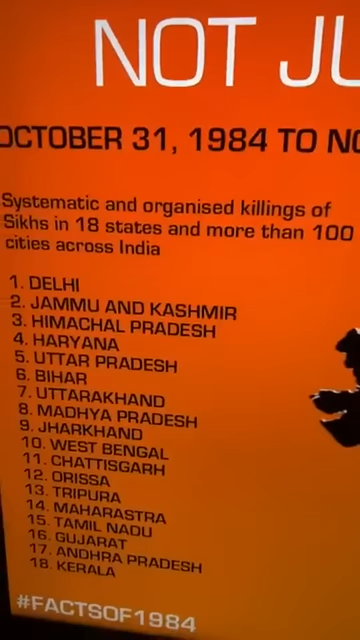 NOT JU
OCTOBER 31, 1984 TO NO
Systematic and organised killings of
Sikhs in 18 states and more than 100
cities across India
1. DELHI
2. JAMMU AND KASHMIR
3. HIMACHAL PRADESH
4. HARYANA
5. UTTAR PRADESH
6. BIHAR
7. UTTARAKHAND
8. MADHYA PRADESH
9. JHARKHAND
10. WEST BENGAL
11. CHATTISGARH
12. ORISSA
13. TRIPURA
14. MAHARASTRA
15. TAMIL NADU
16. GUJARAT
17. ANDHRA PRADESH
18. KERALA
#FACTSOF1984